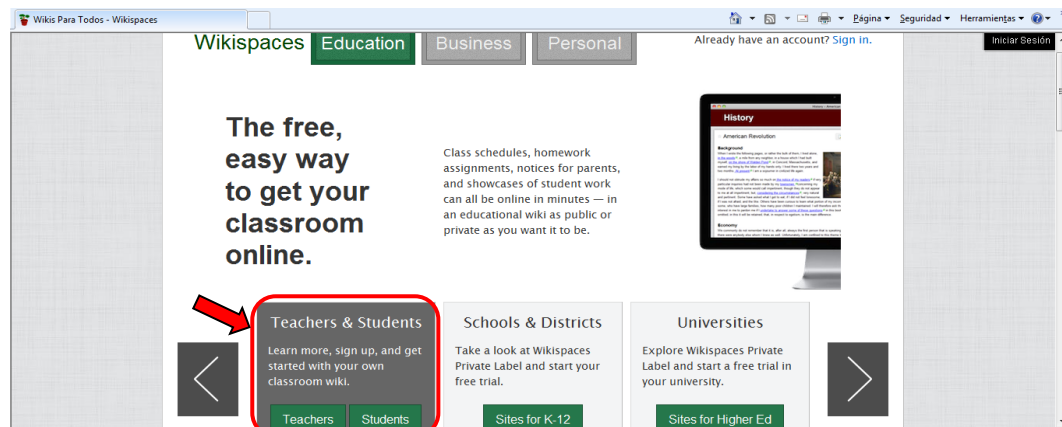 Wikis Para Todos - Wikispaces
Página
Seguridad
Herramientas
Wikispaces Education Business Personal
Already have an account? Sign in.
Iniciar Sesión
The free,
easy way
to get your
classroom
online.
Class schedules, homework
assignments, notices for parents,
and showcases of student work
can all be online in minutes — in
an educational wiki as public or
private as you want it to be.
History
American Revolution
Background
Economy
Teachers & Students
Learn more, sign up, and get
started with your own
classroom wiki.
Teachers Students
Schools & Districts
Take a look at Wikispaces
Private Label and start your
free trial.
Sites for K-12
Universities
Explore Wikispaces Private
Label and start a free trial in
your university.
Sites for Higher Ed